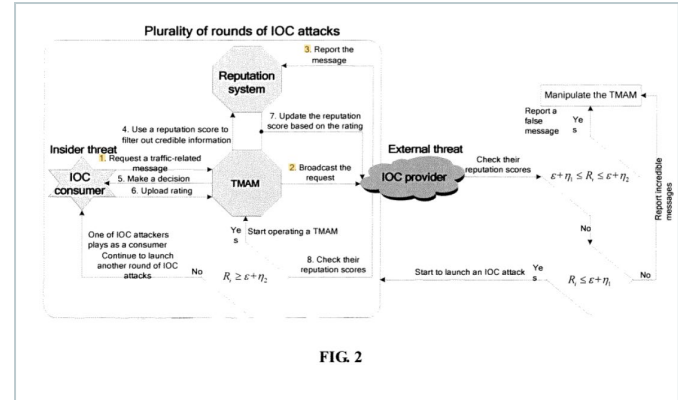 Plurality of rounds of IOC attacks
3. Report the
message
Reputation
system
Manipulate the TMAM
Report a
false
message
Ye
s
4. Use a reputation score to
filter out credible information
7. Update the reputation
score based on the rating
Insider threat
External threat
1. Request a traffic-related
message
IOC
consumer
5. Make a decision
6. Upload rating
TMAM
2. Broadcast the
request
IOC provider
Check their
reputation scores
ε+η₁ ≤ Rᵢ ≤ ε+η₂
Report incredible
messages
No
One of IOC attackers
plays as a consumer
Continue to launch
another round of IOC
attacks
No
Ye
s
Start operating a TMAM
Rᵢ ≥ ε+η₂
8. Check their
reputation scores
Start to launch an IOC attack
Ye
s
Rᵢ ≤ ε+η₁
No
FIG. 2